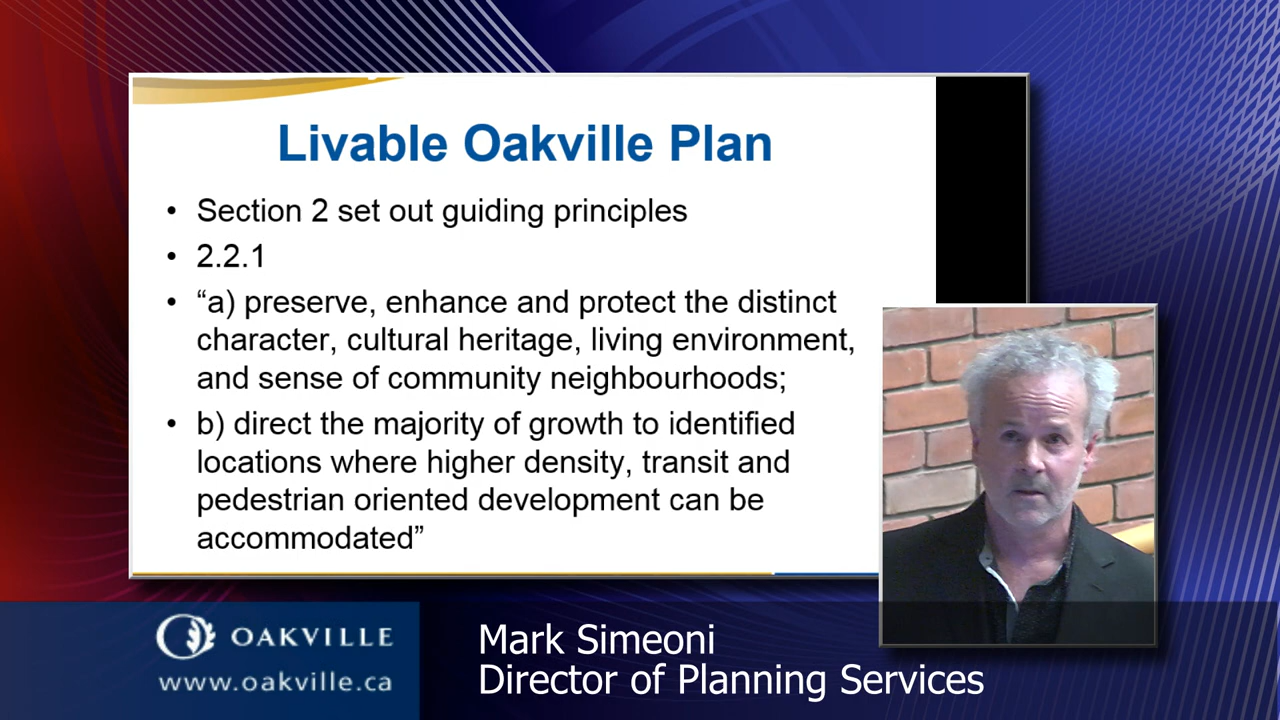 Livable Oakville Plan
• Section 2 set out guiding principles
• 2.2.1
• “a) preserve, enhance and protect the distinct
character, cultural heritage, living environment,
and sense of community neighbourhoods;
• b) direct the majority of growth to identified
locations where higher density, transit and
pedestrian oriented development can be
accommodated”
OAKVILLE
www.oakville.ca
Mark Simeoni
Director of Planning Services